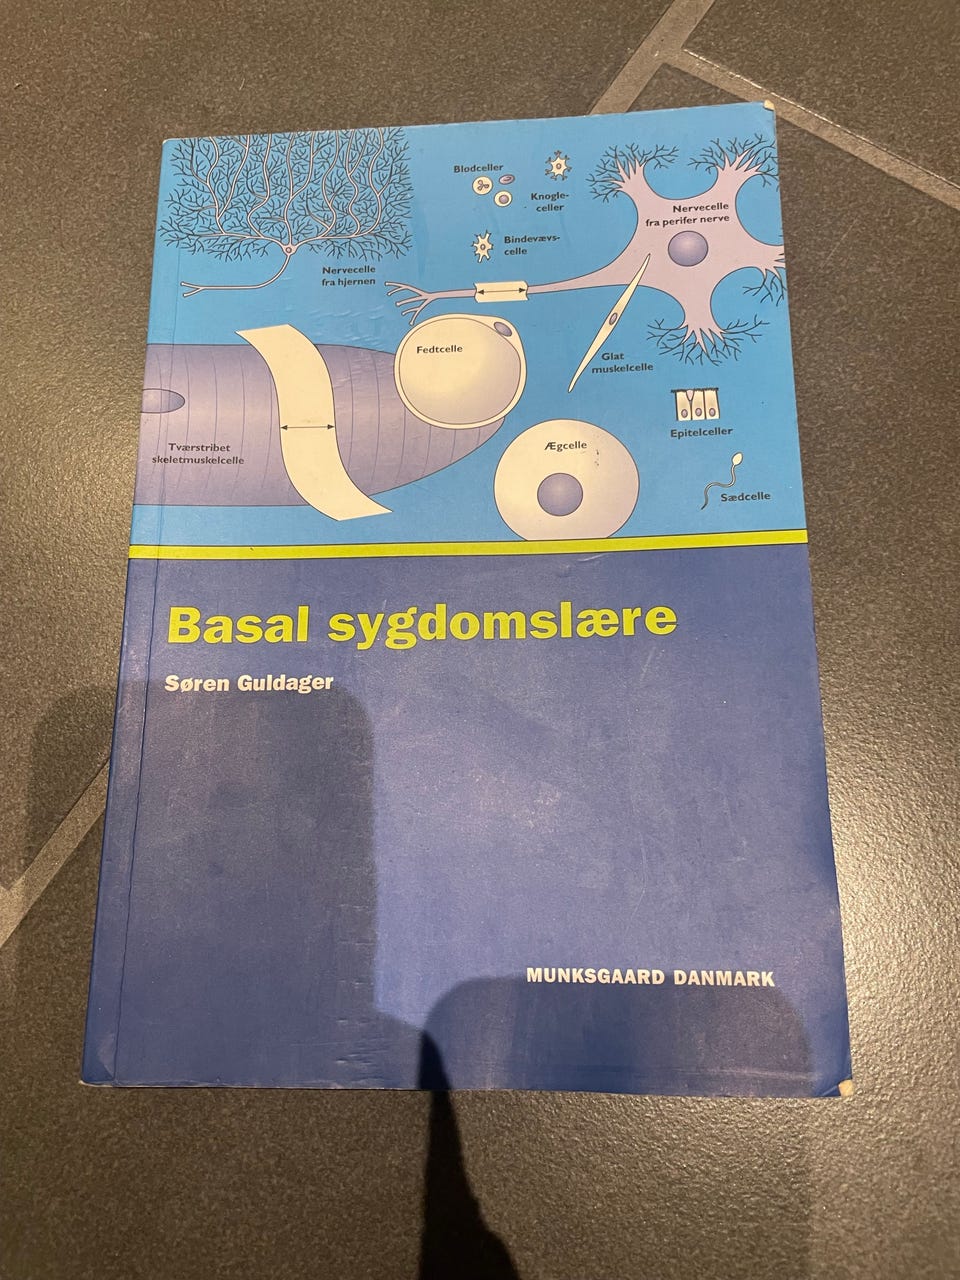 Blodceller
Knogle-
celler
Nervecelle
fra perifer nerve
Bindevævs-
celle
Nervecelle
fra hjernen
Fedtcelle
Glat
muskelcelle
Tværstribet
skeletmuskelcelle
Ægcelle
Epitelceller
Sædcelle
Basal sygdomslære
Søren Guldager
MUNKSGAARD DANMARK